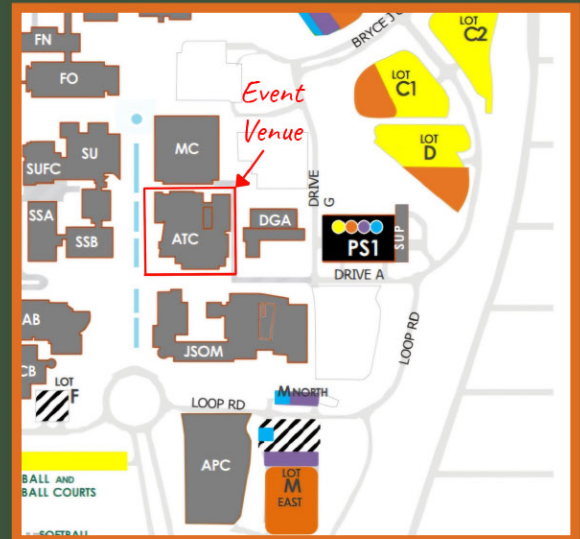 FN
FO
BRYCE J
LOT
C2
LOT
C1
LOT
D
Event
Venue
MC
SU
SUFC
SSA
SSB
ATC
DGA
DRIVE
G
PS1
SUP
DRIVE A
AB
CB
JSOM
LOOP RD
LOT
F
M NORTH
LOOP RD
APC
LOT
M
EAST
BALL AND
BALL COURTS
SOFTBALL